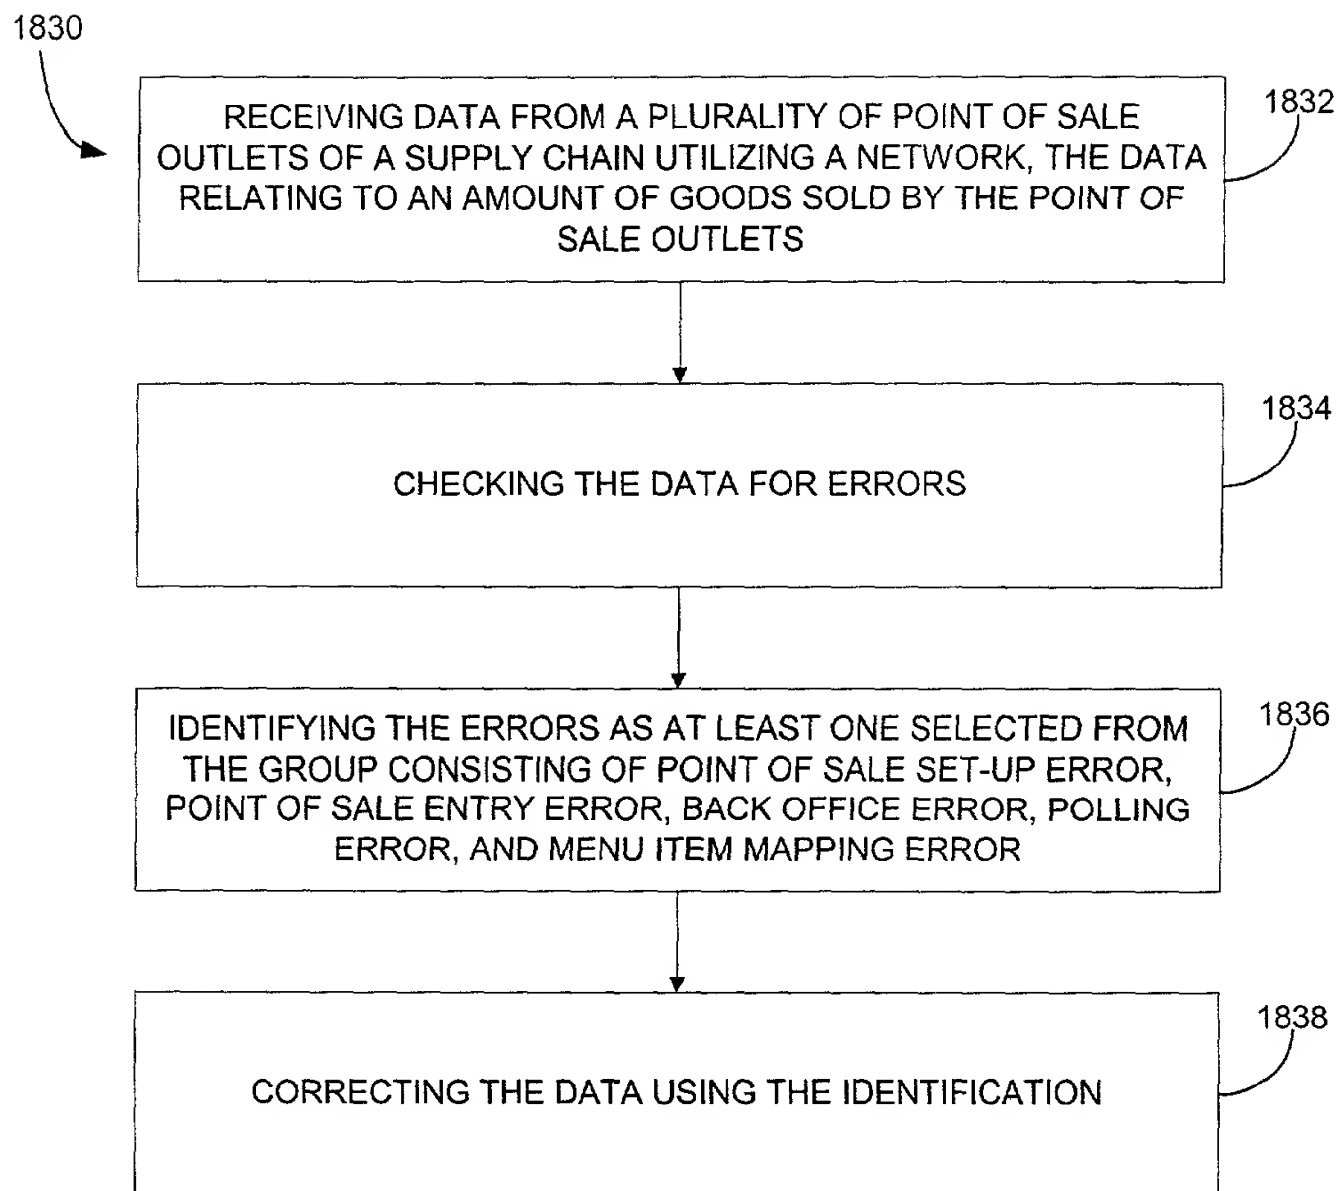 1830
RECEIVING DATA FROM A PLURALITY OF POINT OF SALE
OUTLETS OF A SUPPLY CHAIN UTILIZING A NETWORK, THE DATA
RELATING TO AN AMOUNT OF GOODS SOLD BY THE POINT OF
SALE OUTLETS
1832
CHECKING THE DATA FOR ERRORS
1834
IDENTIFYING THE ERRORS AS AT LEAST ONE SELECTED FROM
THE GROUP CONSISTING OF POINT OF SALE SET-UP ERROR,
POINT OF SALE ENTRY ERROR, BACK OFFICE ERROR, POLLING
ERROR, AND MENU ITEM MAPPING ERROR
1836
CORRECTING THE DATA USING THE IDENTIFICATION
1838